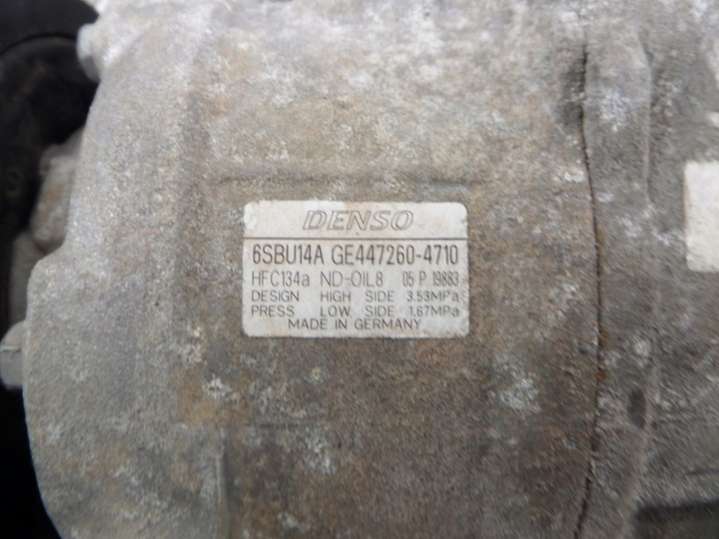 DENSO
6SBU14A GE447260-4710
HFC134a ND-OIL8 05 P 19883
DESIGN HIGH SIDE 3.53MPa
PRESS LOW SIDE 1.67MPa
MADE IN GERMANY